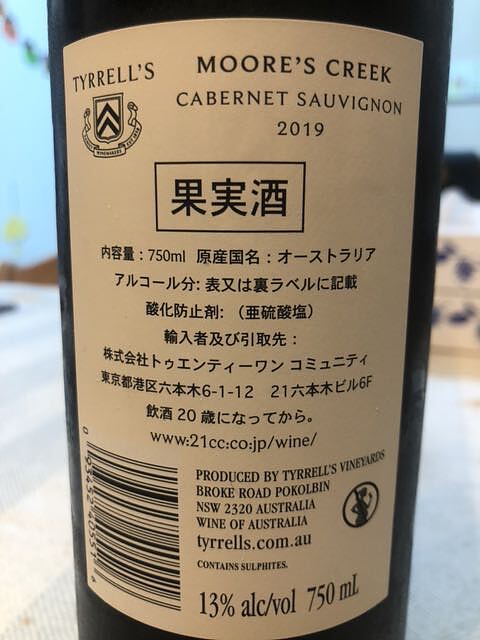 TYRRELL'S
MOORE'S CREEK
CABERNET SAUVIGNON
2019
果実酒
内容量：750ml 原産国名：オーストラリア
アルコール分: 表又は裏ラベルに記載
酸化防止剤:（亜硫酸塩）
輸入者及び引取先：
株式会社トゥエンティーワン コミュニティ
東京都港区六本木6-1-12 21六本木ビル6F
飲酒20歳になってから。
www.21cc.co.jp/wine/
PRODUCED BY TYRRELL'S VINEYARDS
BROKE ROAD POKOLBIN
NSW 2320 AUSTRALIA
WINE OF AUSTRALIA
tyrrells.com.au
CONTAINS SULPHITES.
13% alc/vol 750 mL